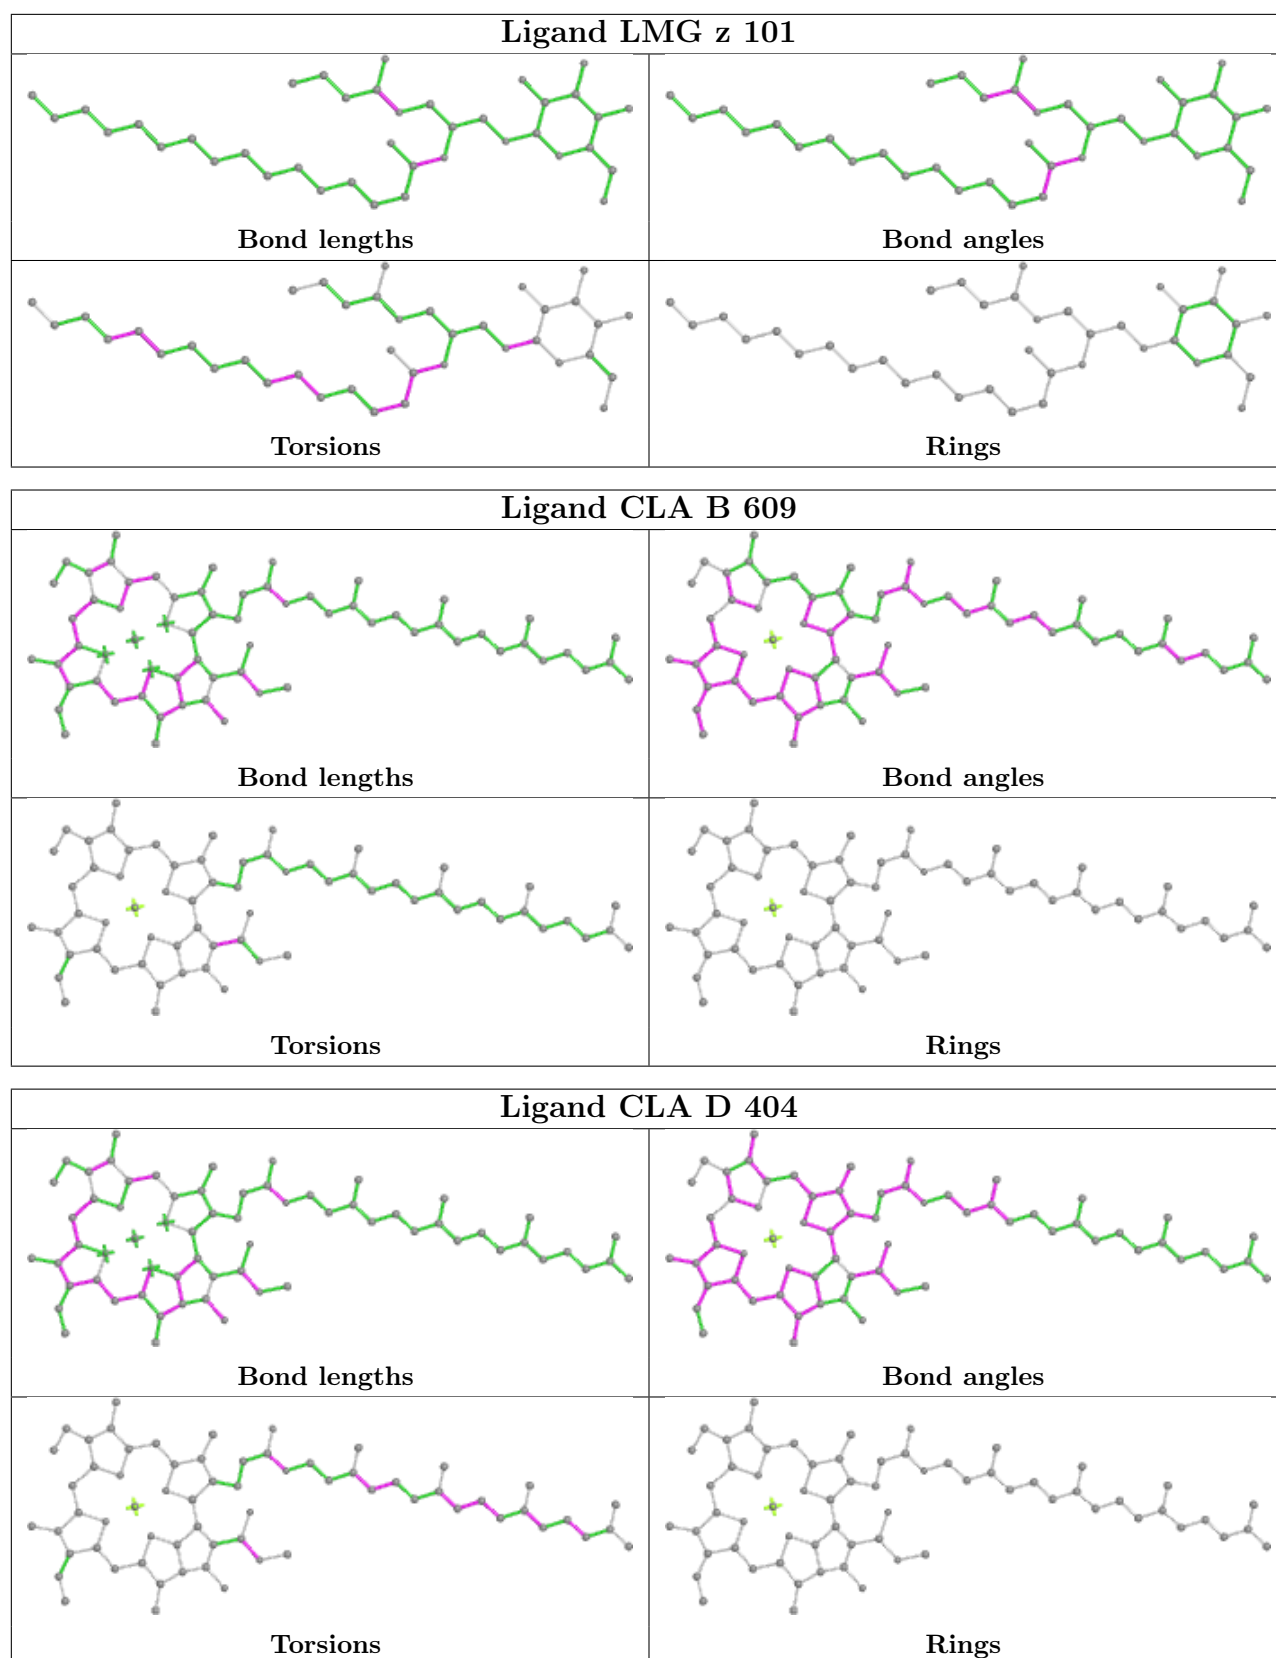 Ligand LMG z 101
Bond lengths
Bond angles
Torsions
Rings
Ligand CLA B 609
Bond lengths
Bond angles
Torsions
Rings
Ligand CLA D 404
Bond lengths
Bond angles
Torsions
Rings